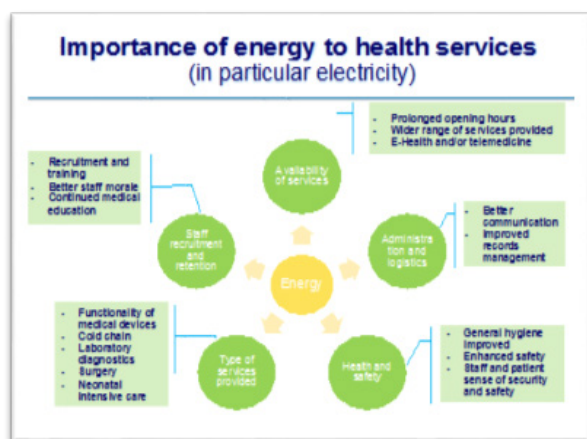 Importance of energy to health services
(in particular electricity)
- Prolonged opening hours
- Wider range of services provided
- E-Health and/or telemedicine
Availability
of services
- Recruitment and
training
- Better staff morale
- Continued medical
education
Staff
recruitment
and
retention
Administra
tion and
logistics
- Better
communication
- Improved
records
management
Energy
- Functionality of
medical devices
- Cold chain
- Laboratory
diagnostics
- Surgery
- Neonatal
intensive care
Type of
services
provided
Health and
safety
- General hygiene
improved
- Enhanced safety
- Staff and patient
sense of security
and safety